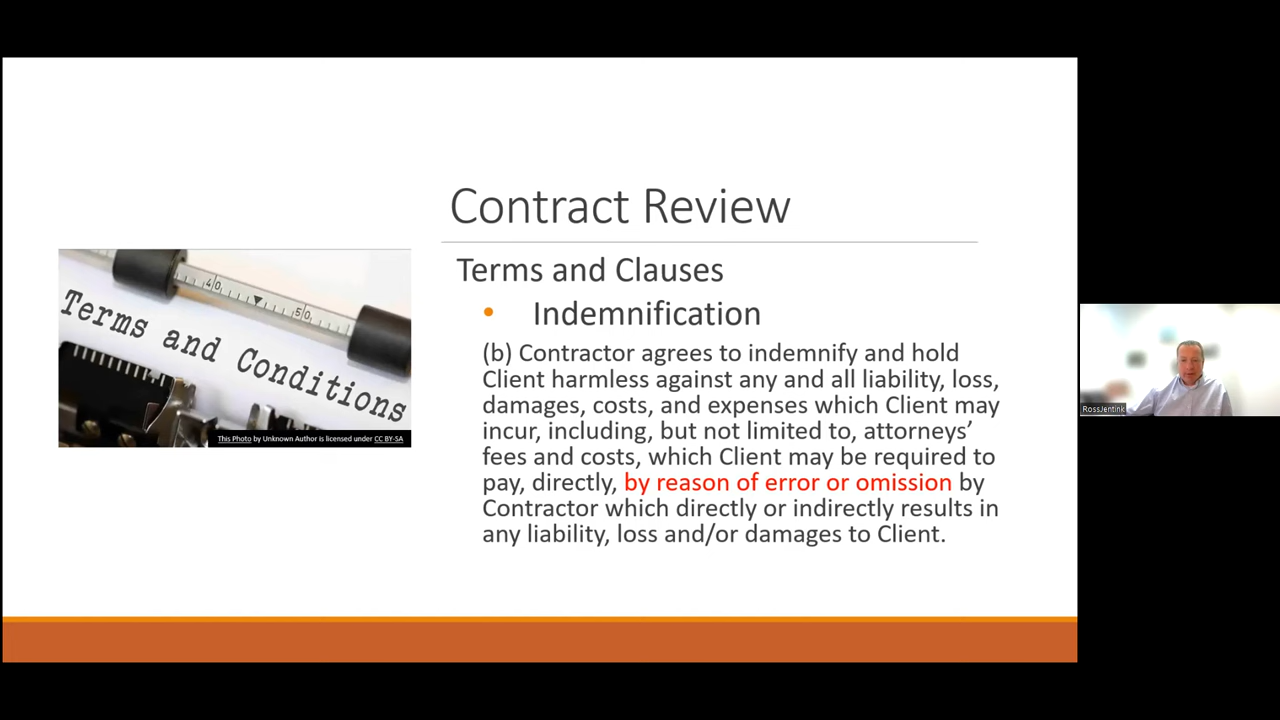 Contract Review
Terms and Clauses
• Indemnification
(b) Contractor agrees to indemnify and hold
Client harmless against any and all liability, loss,
damages, costs, and expenses which Client may
incur, including, but not limited to, attorneys’
fees and costs, which Client may be required to
pay, directly, by reason of error or omission by
Contractor which directly or indirectly results in
any liability, loss and/or damages to Client.
40
50
Terms and Conditions
This Photo by Unknown Author is licensed under CC BY-SA
RossJentink